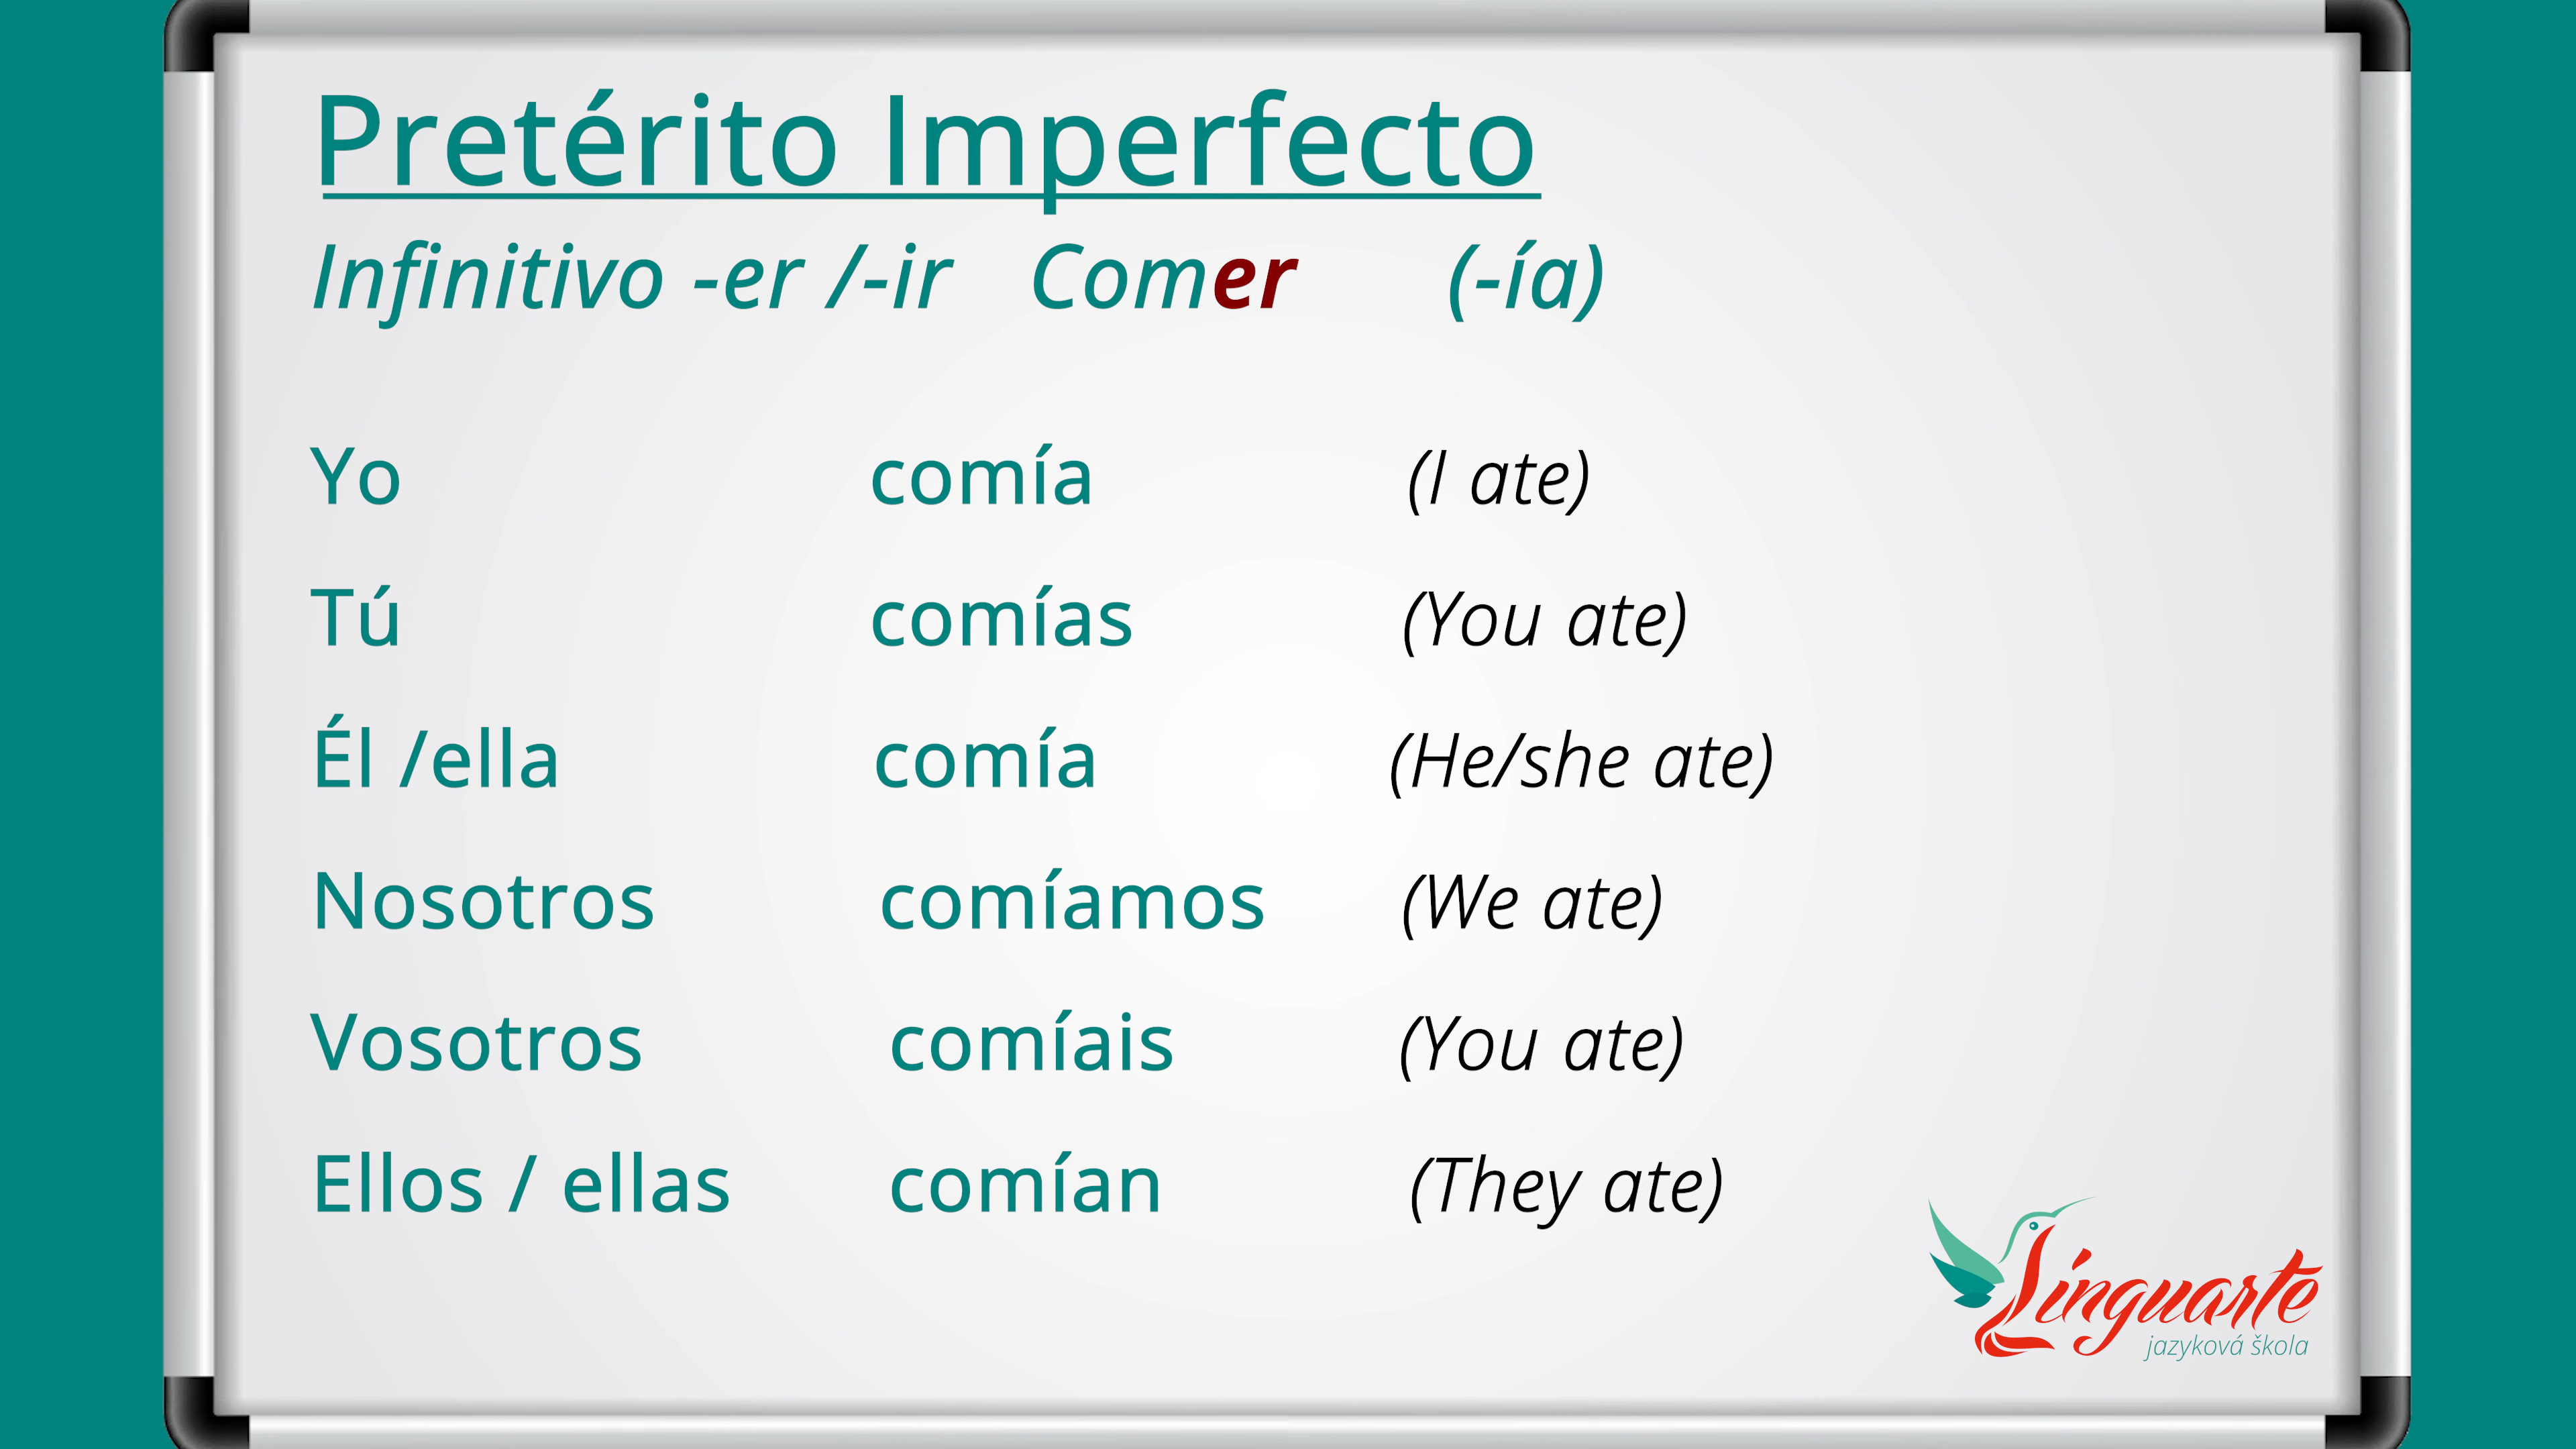 Pretérito Imperfecto
Infinitivo -er /-ir Comer (-ía)
Yo comía (I ate)
Tú comías (You ate)
Él /ella comía (He/she ate)
Nosotros comíamos (We ate)
Vosotros comíais (You ate)
Ellos / ellas comían (They ate)
Linguarte
jazyková škola